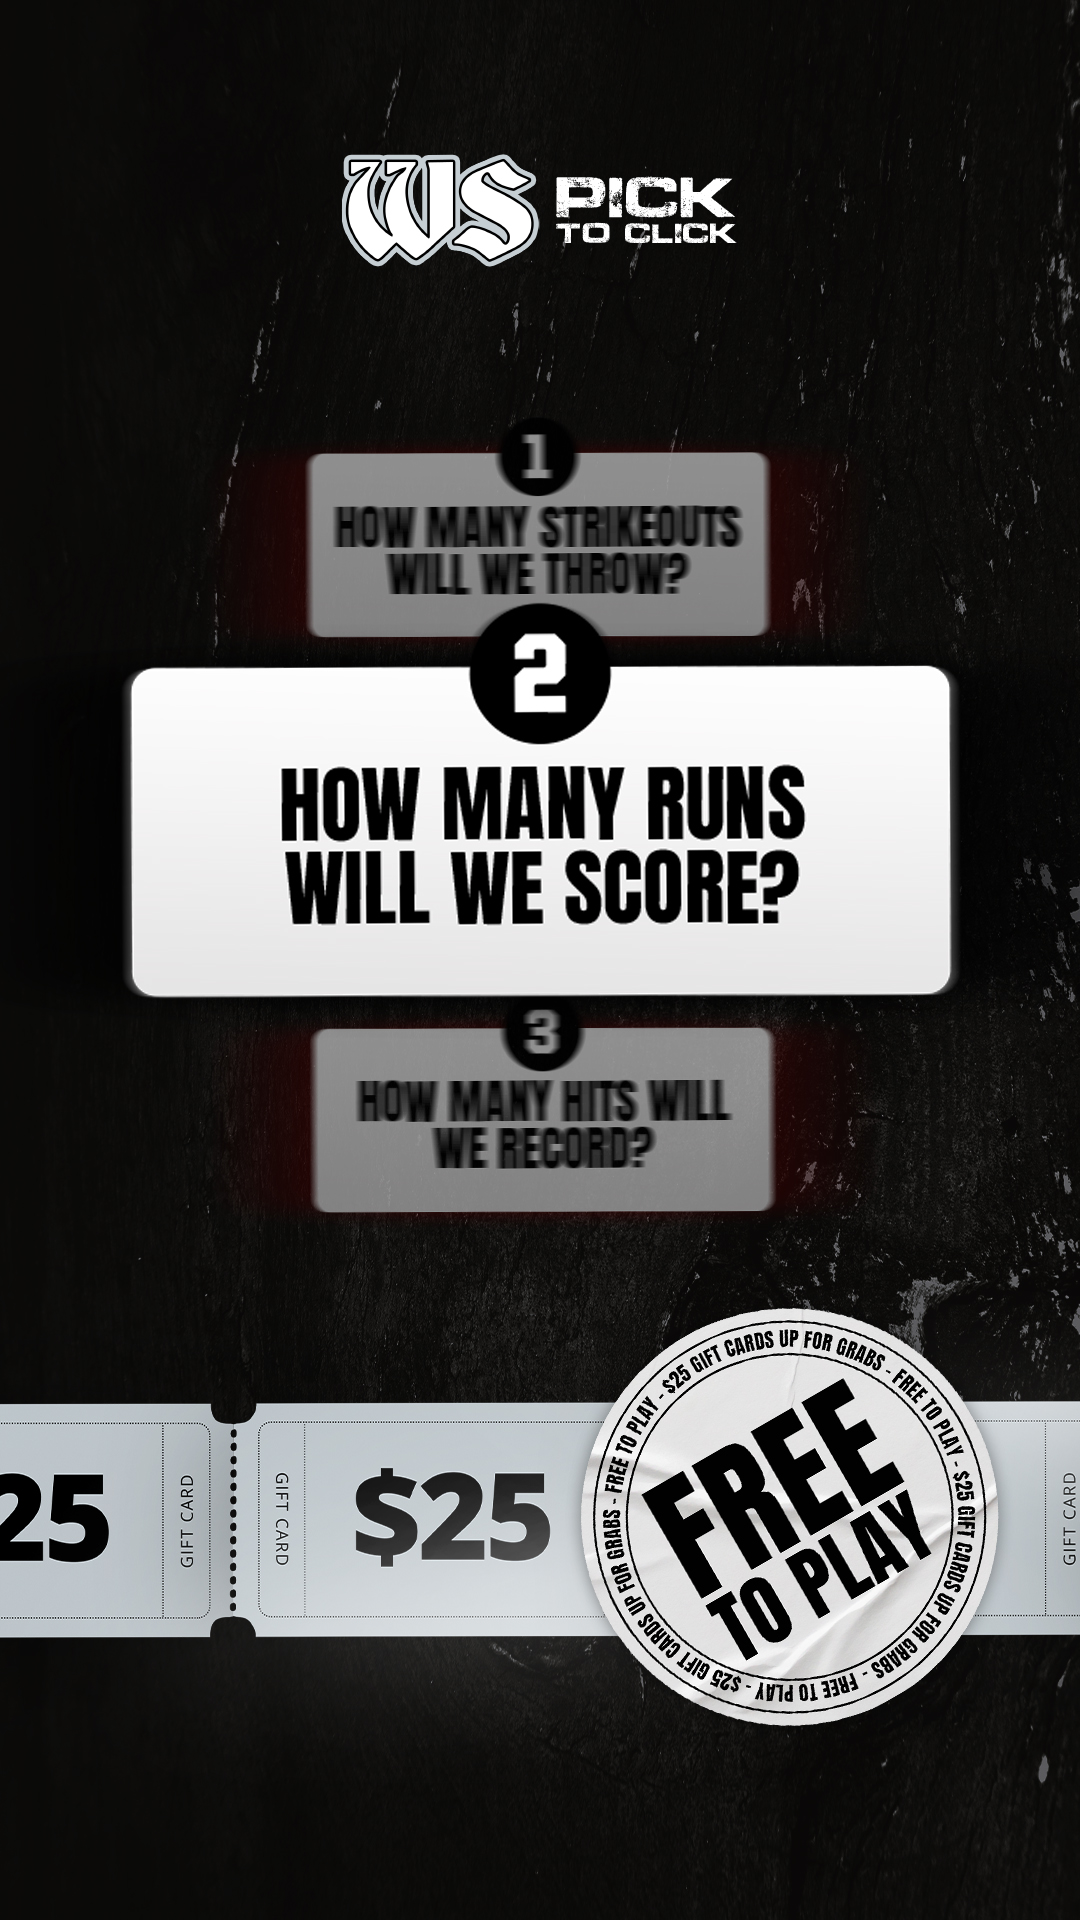 WS PICK
TO CLICK
1
HOW MANY STRIKEOUTS
WILL WE THROW?
2
HOW MANY RUNS
WILL WE SCORE?
3
HOW MANY HITS WILL
WE RECORD?
25
GIFT CARD
GIFT CARD
$25
GIFT CARD
FREE
TO PLAY
FREE TO PLAY - $25 GIFT CARDS UP FOR GRABS - FREE TO PLAY - $25 GIFT CARDS UP FOR GRABS - FREE TO PLAY - $25 GIFT CARDS UP FOR GRABS -